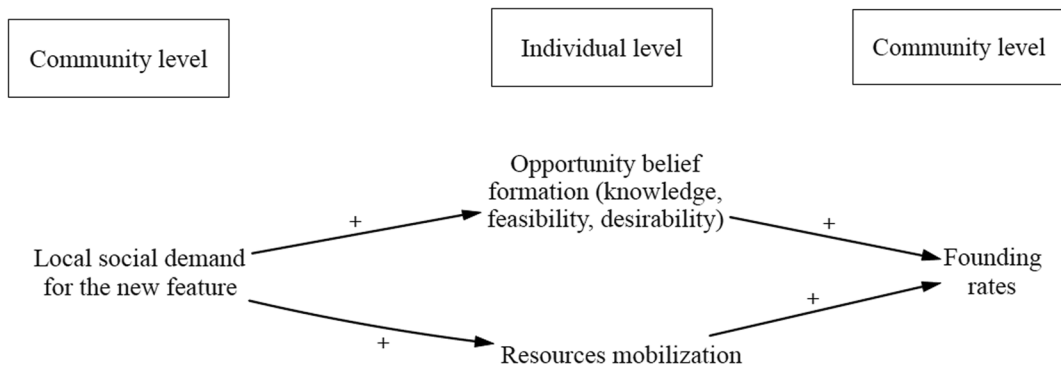 Community level
Individual level
Community level
Opportunity belief
formation (knowledge,
feasibility, desirability)
+
+
Local social demand
for the new feature
Founding
rates
+
+
Resources mobilization